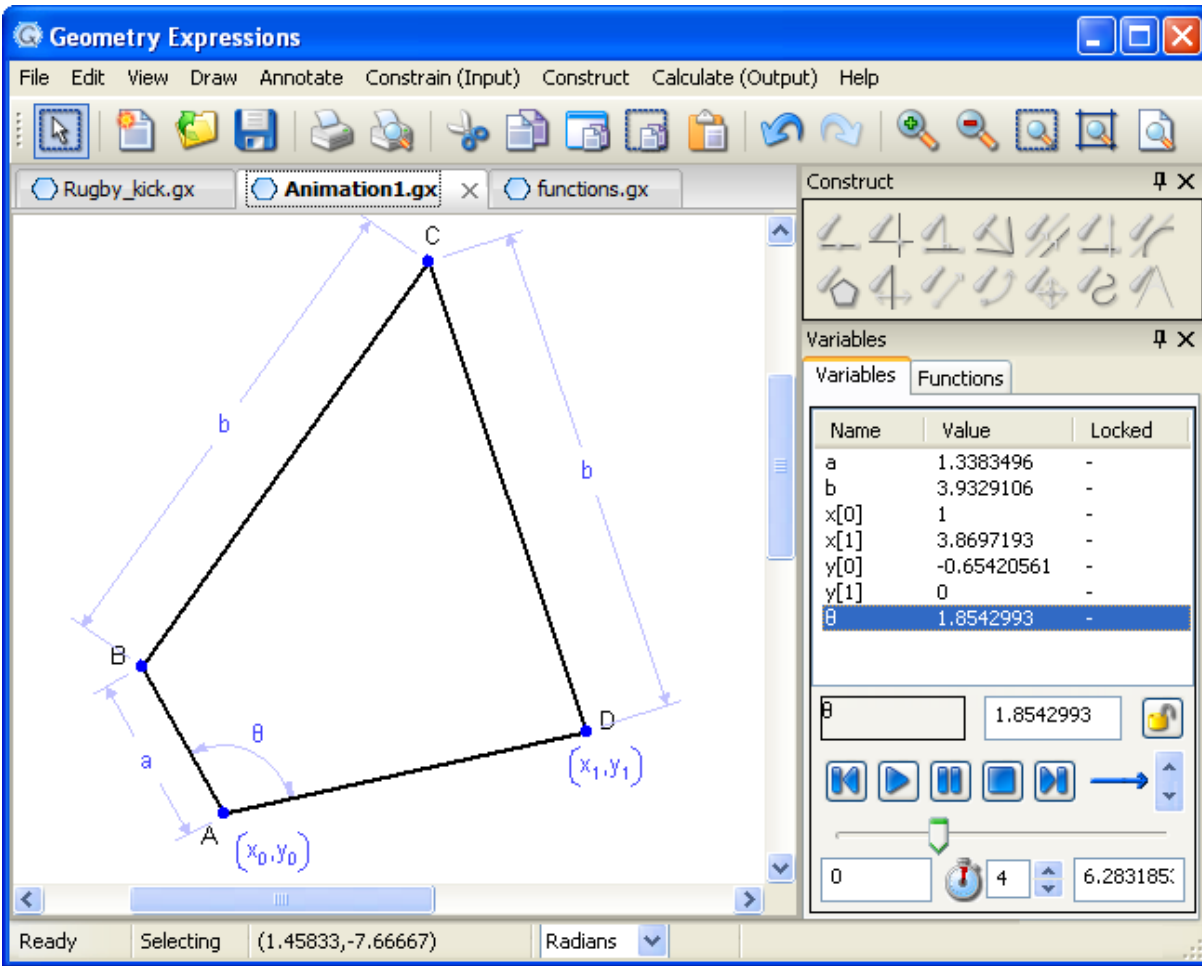 Geometry Expressions
File Edit View Draw Annotate Constrain (Input) Construct Calculate (Output) Help
Rugby_kick.gx Animation1.gx functions.gx
Construct
C
b
b
B
θ
a
D
(x₁,y₁)
A
(x₀,y₀)
Variables
Variables Functions
Name Value Locked
a 1.3383496 -
b 3.9329106 -
x[0] 1 -
x[1] 3.8697193 -
y[0] -0.65420561 -
y[1] 0 -
θ 1.8542993 -
θ 1.8542993
0 4 6.283185
Ready Selecting (1.45833,-7.66667) Radians